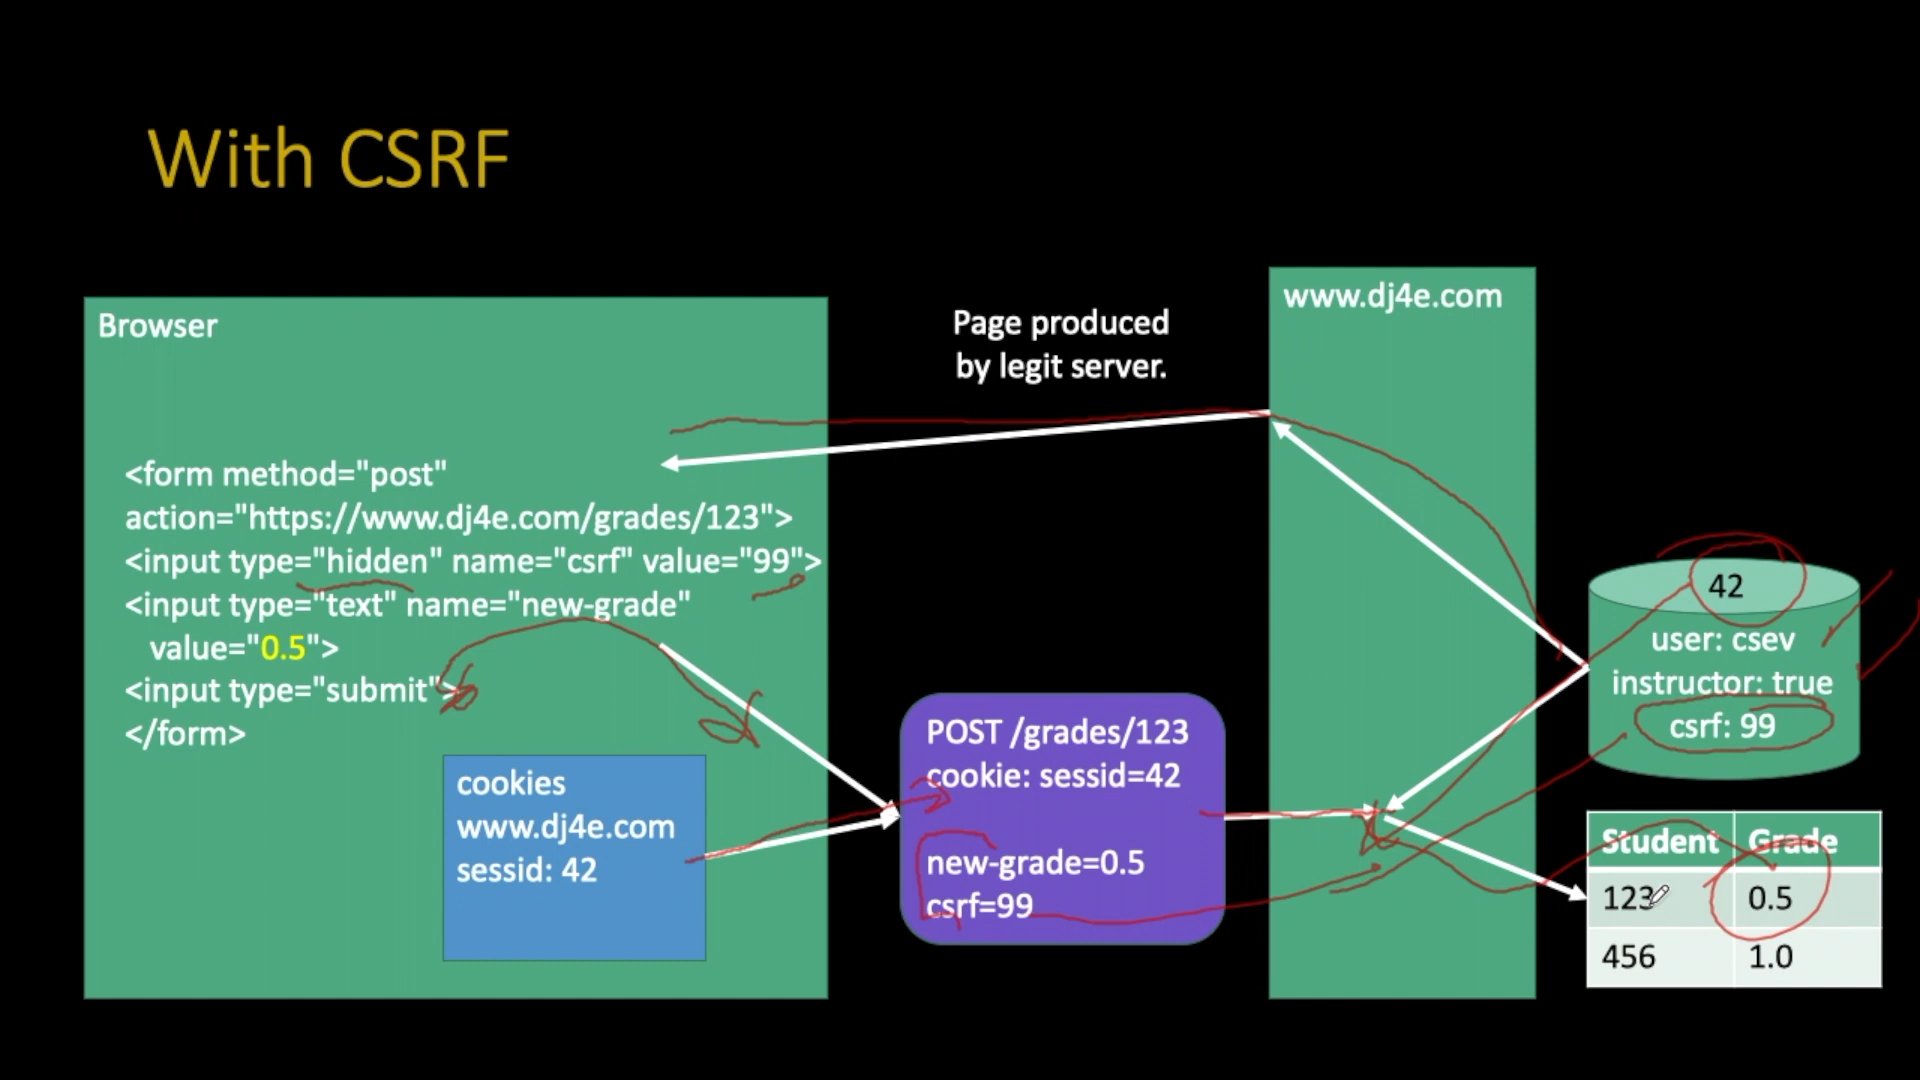 With CSRF
Browser
<form method="post"
action="https://www.dj4e.com/grades/123">
<input type="hidden" name="csrf" value="99">
<input type="text" name="new-grade"
value="0.5">
<input type="submit">
</form>
cookies
www.dj4e.com
sessid: 42
Page produced
by legit server.
POST /grades/123
cookie: sessid=42
new-grade=0.5
csrf=99
www.dj4e.com
42
user: csev
instructor: true
csrf: 99
Student Grade
123 0.5
456 1.0